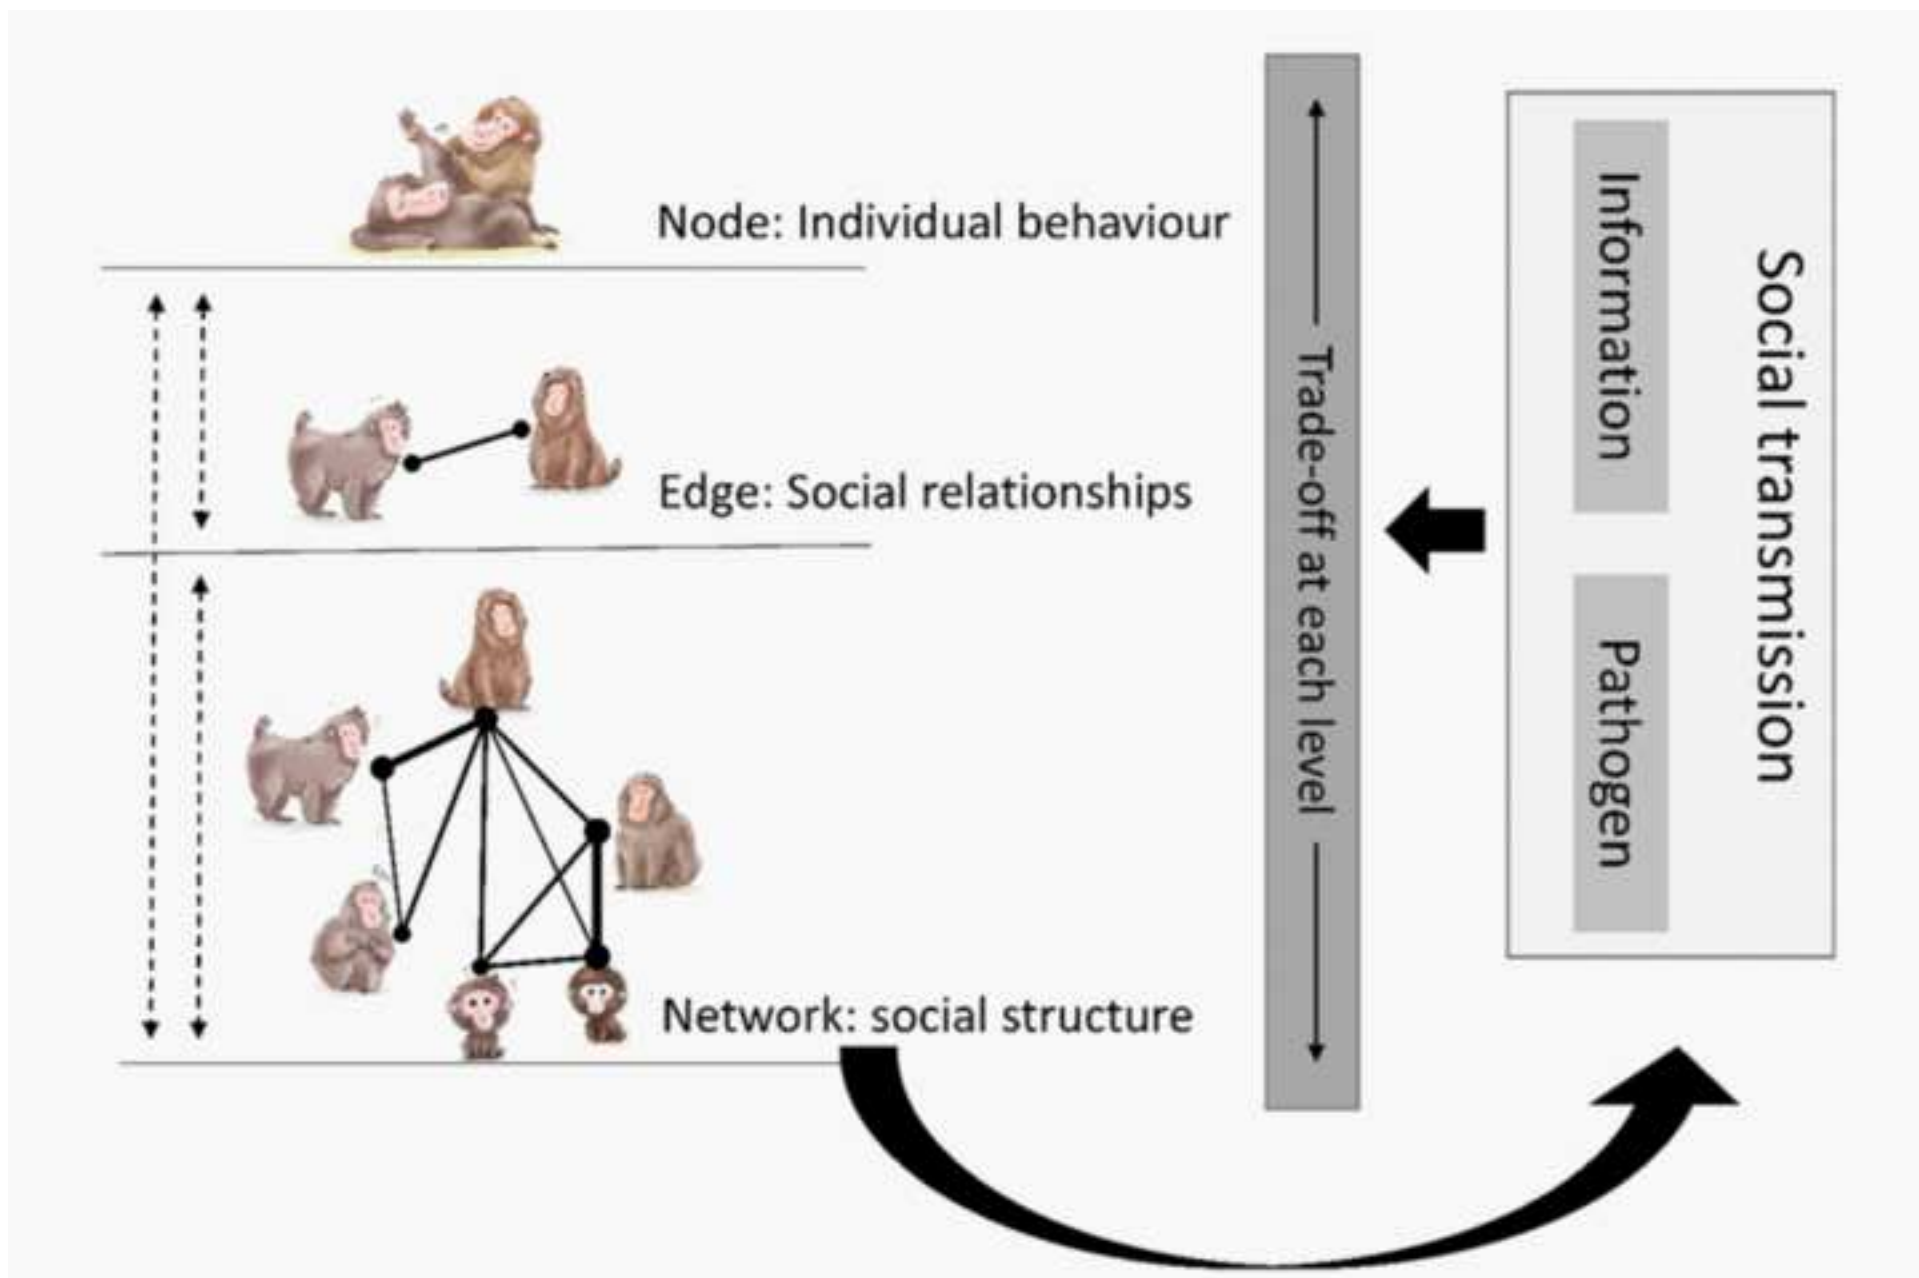 Node: Individual behaviour
Edge: Social relationships
Network: social structure
Trade-off at each level
Information
Pathogen
Social transmission